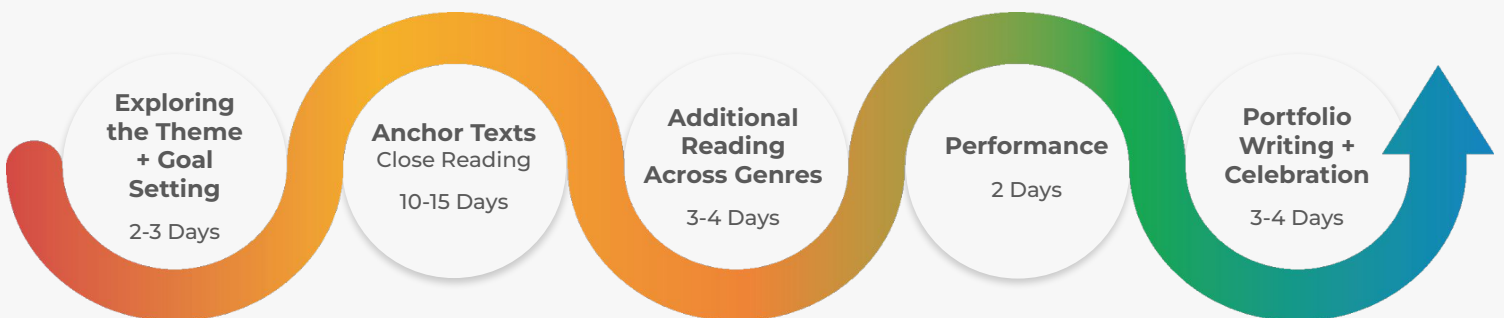 Exploring
the Theme
+ Goal
Setting
2-3 Days
Anchor Texts
Close Reading
10-15 Days
Additional
Reading
Across Genres
3-4 Days
Performance
2 Days
Portfolio
Writing +
Celebration
3-4 Days